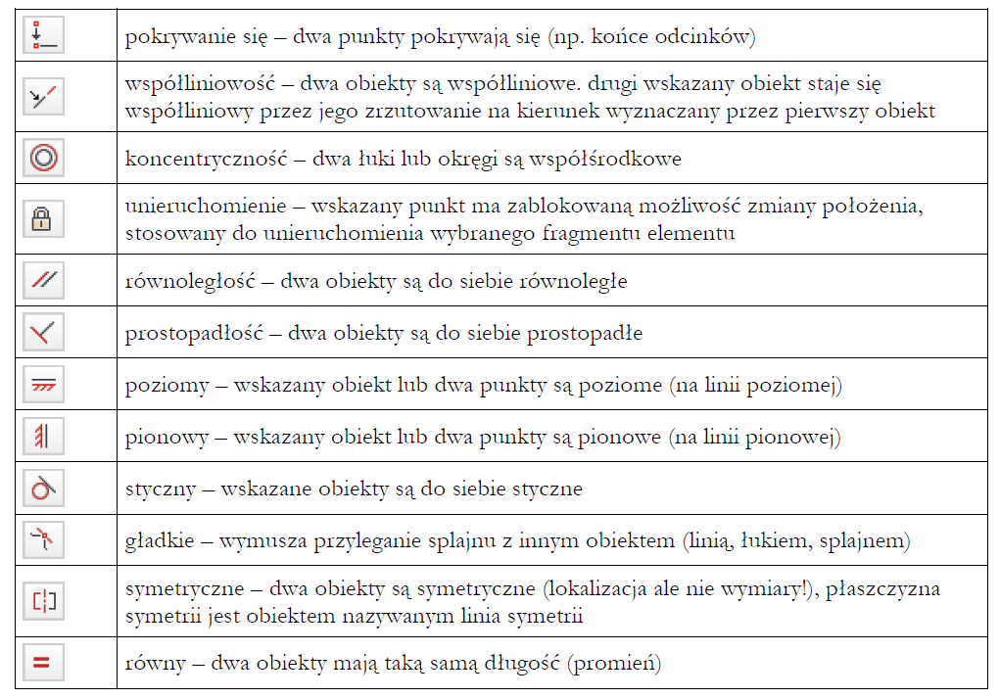 pokrywanie się – dwa punkty pokrywają się (np. końce odcinków)
współliniowość – dwa obiekty są współliniowe. drugi wskazany obiekt staje się
współliniowy przez jego zrzutowanie na kierunek wyznaczany przez pierwszy obiekt
koncentryczność – dwa łuki lub okręgi są współśrodkowe
unieruchomienie – wskazany punkt ma zablokowaną możliwość zmiany położenia,
stosowany do unieruchomienia wybranego fragmentu elementu
równoległość – dwa obiekty są do siebie równoległe
prostopadłość – dwa obiekty są do siebie prostopadłe
poziomy – wskazany obiekt lub dwa punkty są poziome (na linii poziomej)
pionowy – wskazany obiekt lub dwa punkty są pionowe (na linii pionowej)
styczny – wskazane obiekty są do siebie styczne
gładkie – wymusza przyleganie splajnu z innym obiektem (linią, łukiem, splajnem)
symetryczne – dwa obiekty są symetryczne (lokalizacja ale nie wymiary!), płaszczyzna
symetrii jest obiektem nazywanym linia symetrii
równy – dwa obiekty mają taką samą długość (promień)